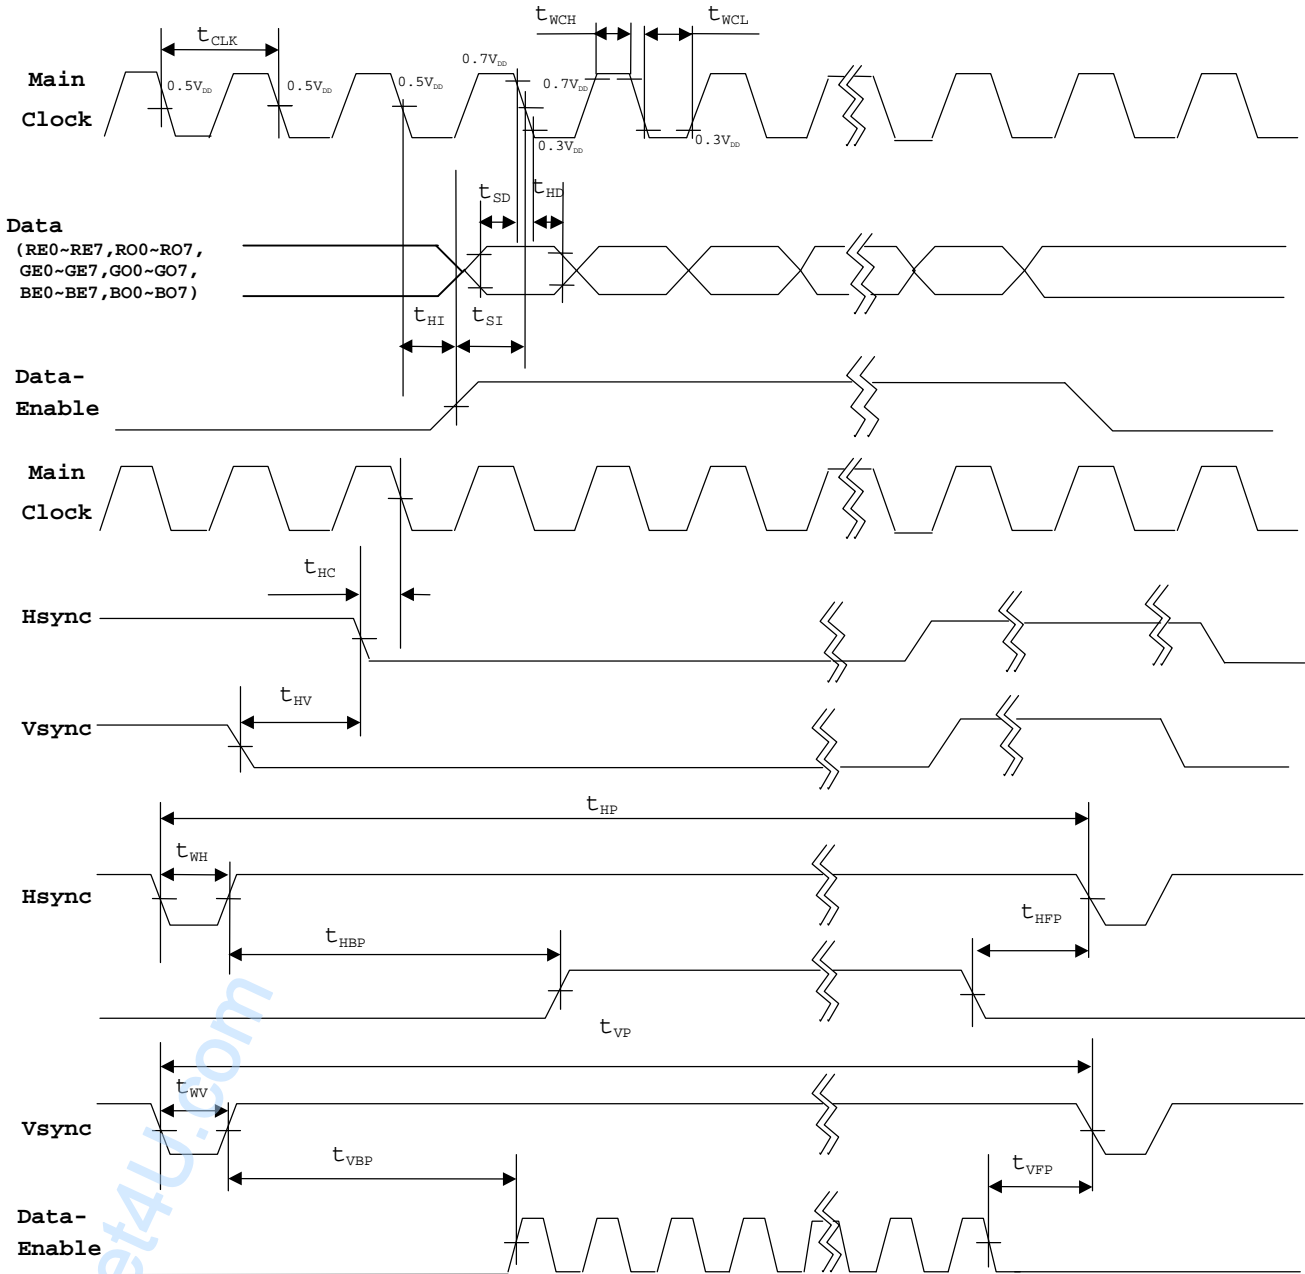 tWCH tWCL
tCLK
0.7VDD
Main
Clock
0.5VDD 0.5VDD 0.5VDD 0.7VDD
0.3VDD 0.3VDD
tSD tHD
Data
(RE0~RE7,RO0~RO7,
GE0~GE7,GO0~GO7,
BE0~BE7,BO0~BO7)
tHI tSI
Data-
Enable
Main
Clock
tHC
Hsync
tHV
Vsync
tHP
tWH
Hsync
tHFP
tHBP
tVP
tWV
Vsync
tVBP tVFP
Data-
Enable
et4U.com